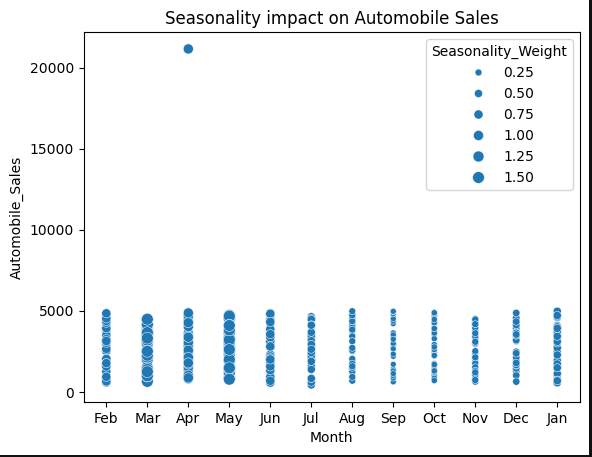 Seasonality impact on Automobile Sales
Seasonality_Weight
0.25
0.50
0.75
1.00
1.25
1.50
Automobile_Sales
20000
15000
10000
5000
0
Feb Mar Apr May Jun Jul Aug Sep Oct Nov Dec Jan
Month